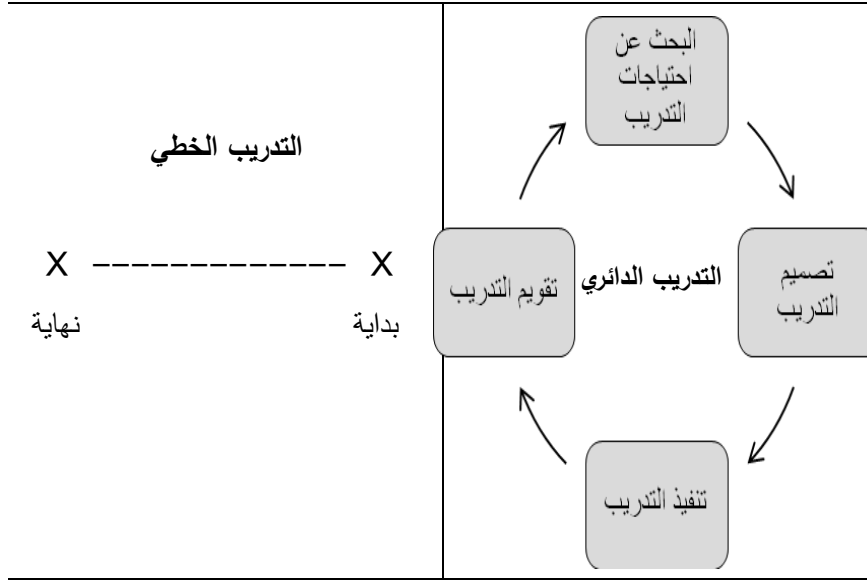 البحث عن
احتياجات
التدريب
تصميم
التدريب
التدريب الدائري
تقويم التدريب
تنفيذ التدريب
التدريب الخطي
X ------------- X
بداية
نهاية